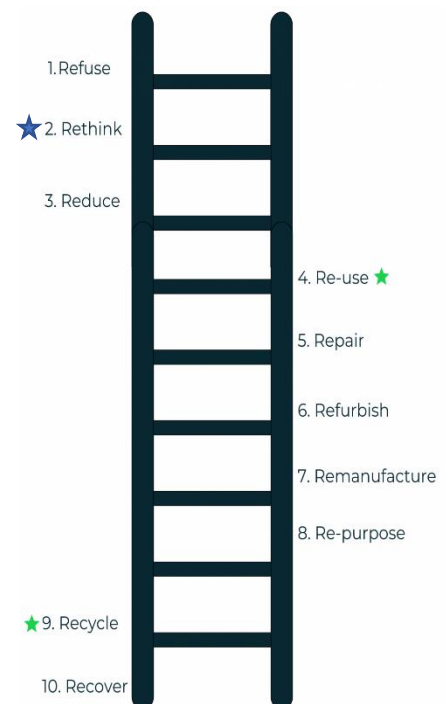 1. Refuse
2. Rethink
3. Reduce
4. Re-use
5. Repair
6. Refurbish
7. Remanufacture
8. Re-purpose
9. Recycle
10. Recover